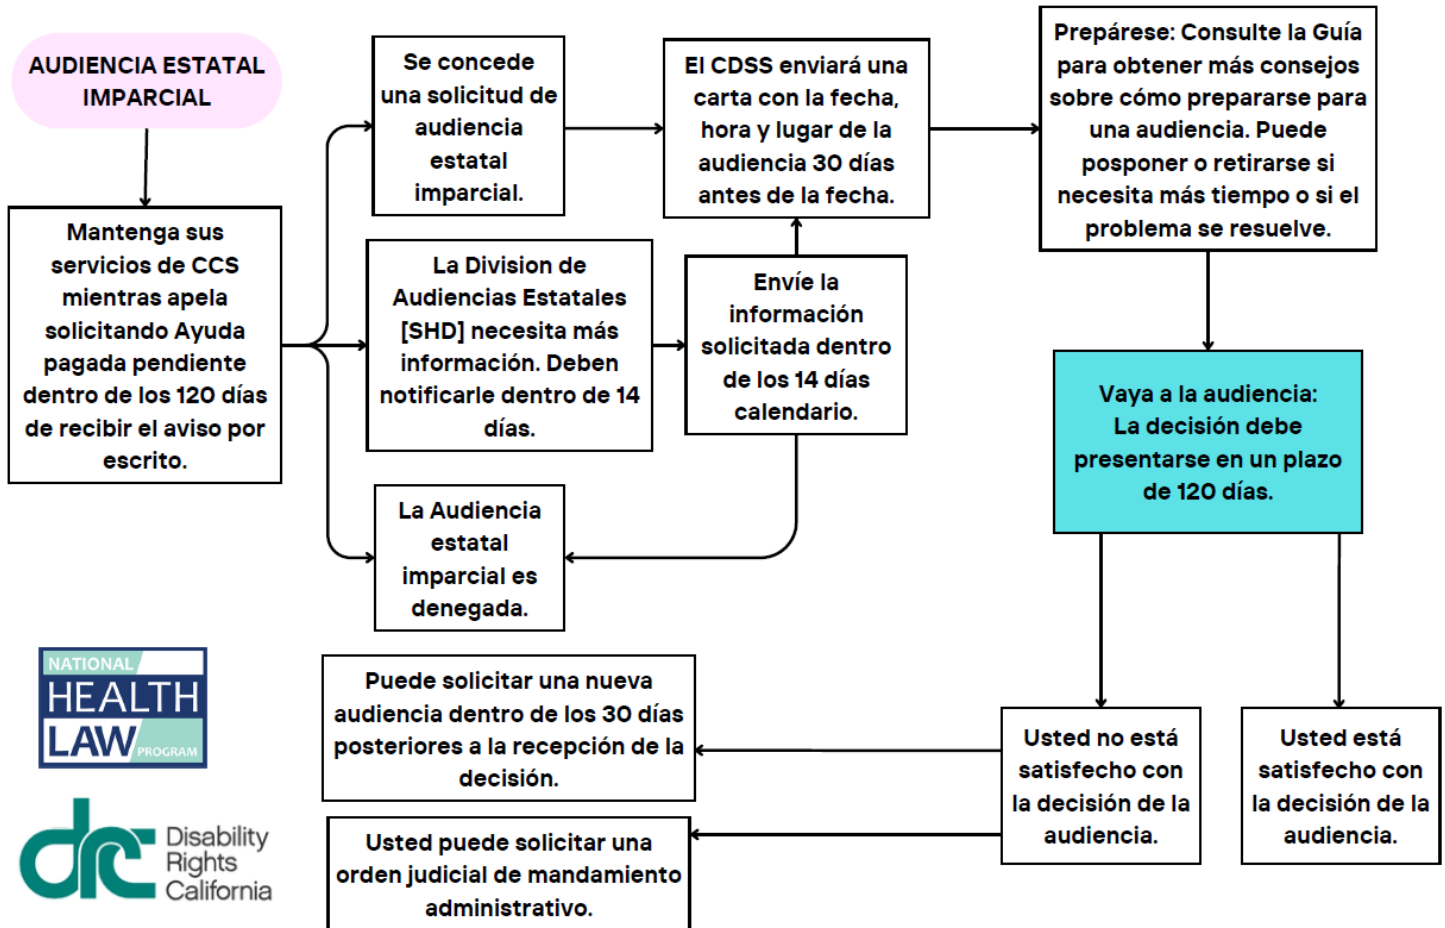 AUDIENCIA ESTATAL
IMPARCIAL
Mantenga sus
servicios de CCS
mientras apela
solicitando Ayuda
pagada pendiente
dentro de los 120 días
de recibir el aviso por
escrito.
Se concede
una solicitud de
audiencia
estatal
imparcial.
La Division de
Audiencias Estatales
[SHD] necesita más
información. Deben
notificarle dentro de 14
días.
La Audiencia
estatal
imparcial es
denegada.
El CDSS enviará una
carta con la fecha,
hora y lugar de la
audiencia 30 días
antes de la fecha.
Envíe la
información
solicitada dentro
de los 14 días
calendario.
Prepárese: Consulte la Guía
para obtener más consejos
sobre cómo prepararse para
una audiencia. Puede
posponer o retirarse si
necesita más tiempo o si el
problema se resuelve.
Vaya a la audiencia:
La decisión debe
presentarse en un plazo
de 120 días.
Usted no está
satisfecho con
la decisión de la
audiencia.
Usted está
satisfecho con
la decisión de la
audiencia.
Puede solicitar una nueva
audiencia dentro de los 30 días
posteriores a la recepción de la
decisión.
Usted puede solicitar una
orden judicial de mandamiento
administrativo.
NATIONAL
HEALTH
LAW PROGRAM
drc
Disability
Rights
California